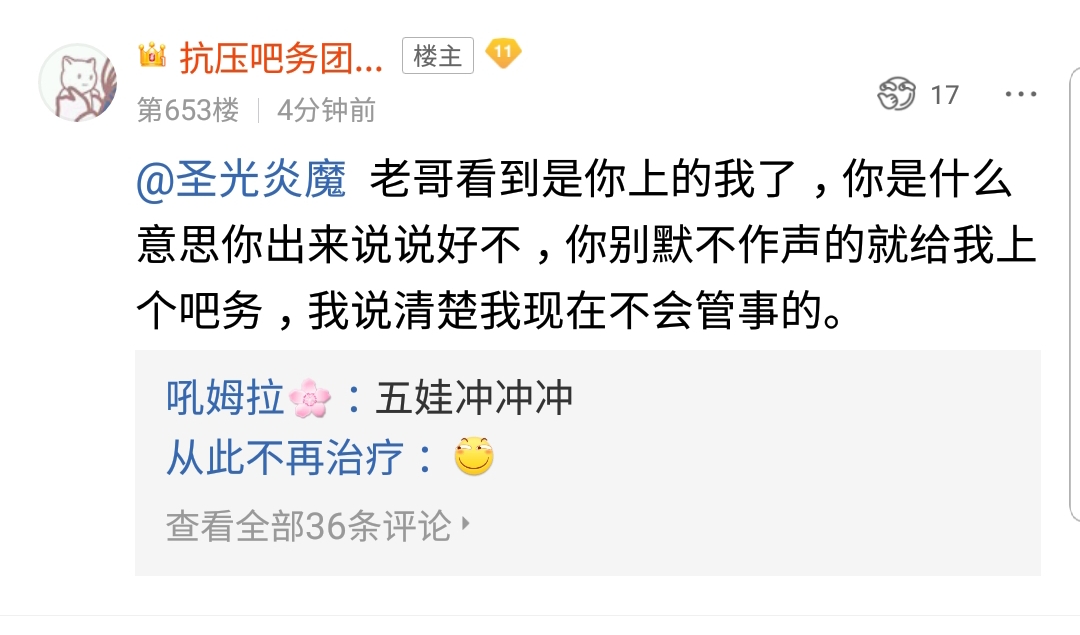 抗压吧务团... 楼主 11
第653楼 4分钟前 17
@圣光炎魔 老哥看到是你上的我了，你是什么
意思你出来说说好不，你别默不作声的就给我上
个吧务，我说清楚我现在不会管事的。
吼姆拉：五娃冲冲冲
从此不再治疗：
查看全部36条评论